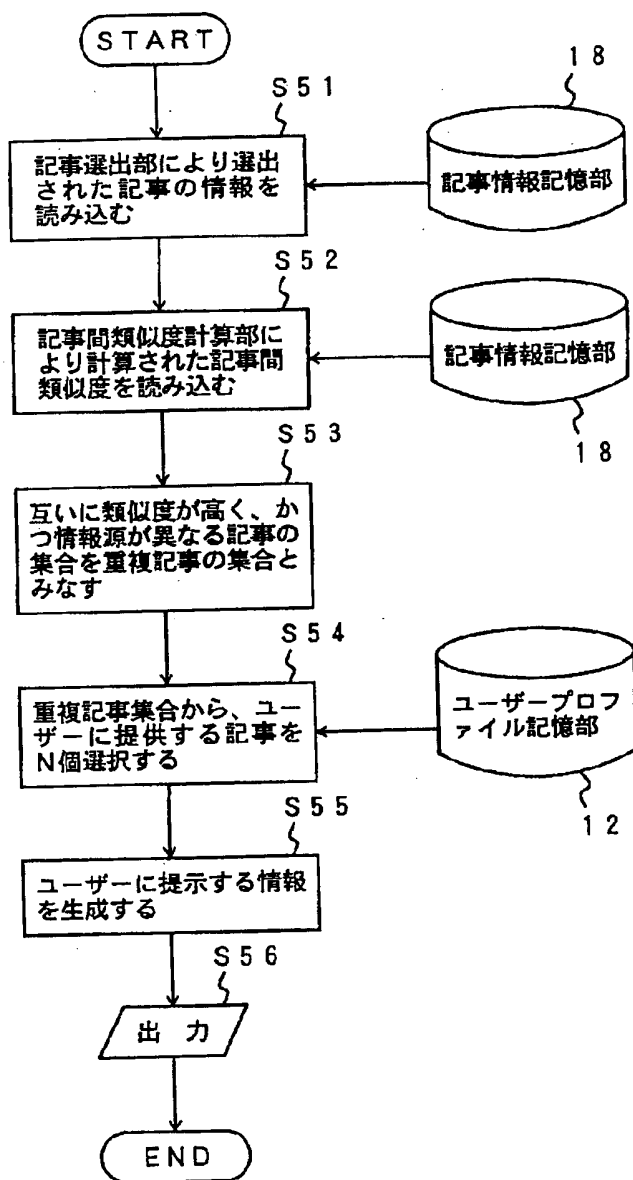 START
S51
18
記事選出部により選出
された記事の情報を
読み込む
記事情報記憶部
S52
記事間類似度計算部に
より計算された記事間
類似度を読み込む
記事情報記憶部
18
S53
互いに類似度が高く、か
つ情報源が異なる記事の
集合を重複記事の集合と
みなす
S54
重複記事集合から、ユー
ザーに提供する記事を
N個選択する
ユーザープロフ
ァイル記憶部
12
S55
ユーザーに提示する情報
を生成する
S56
出 力
END